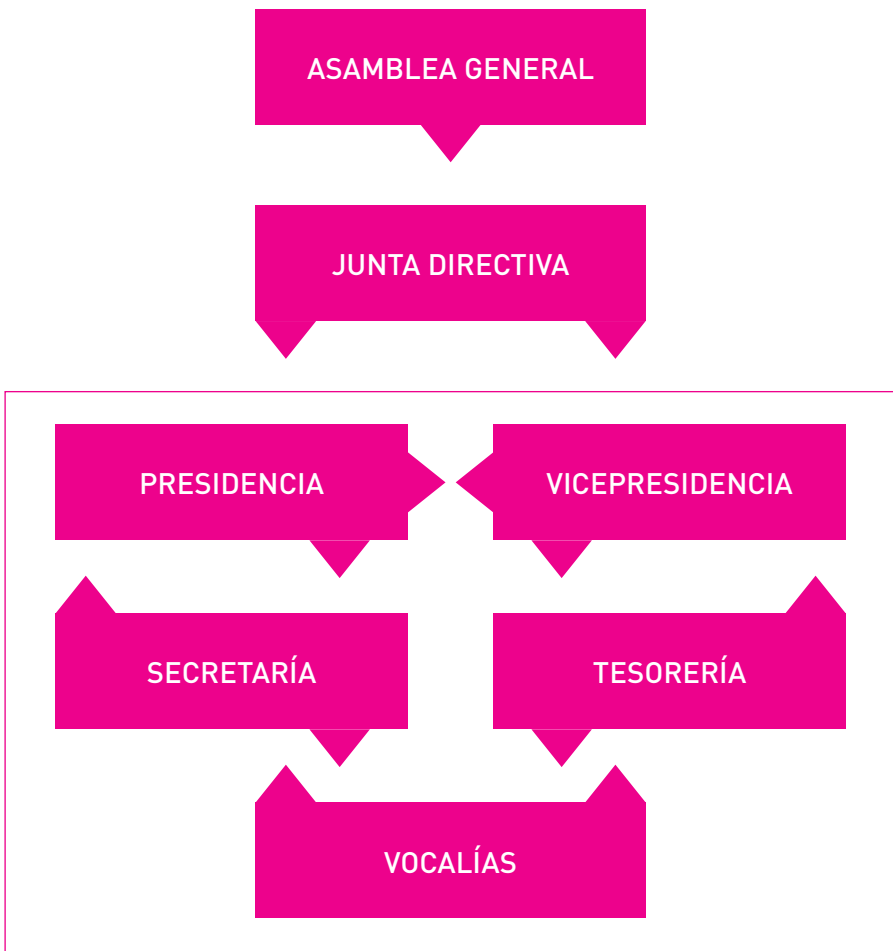 ASAMBLEA GENERAL
JUNTA DIRECTIVA
PRESIDENCIA
VICEPRESIDENCIA
SECRETARÍA
TESORERÍA
VOCALÍAS